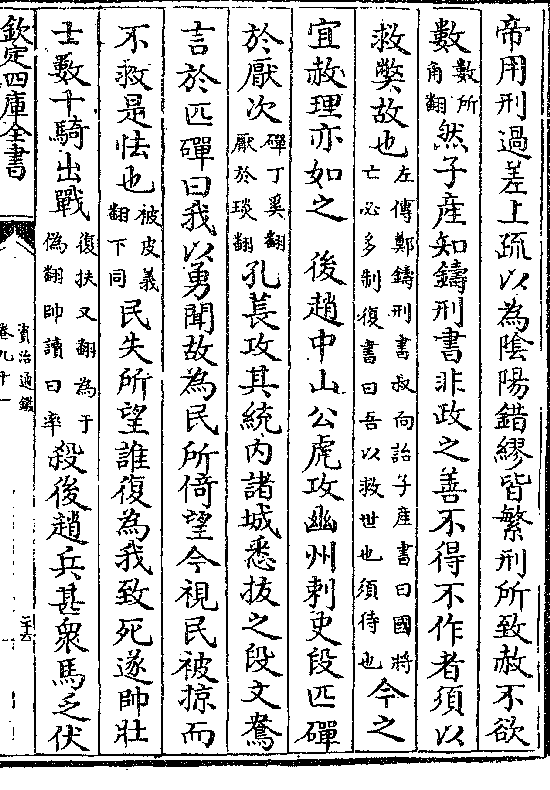 帝用刑過差上疏以為隂陽錯繆皆繁刑所致赦不欲
數數所角翻然子産知鑄刑書非政之善不得不作者須以
救弊故也左傳鄭鑄刑書叔向詒子産書曰國將亡必多制復書曰吾以救世也須待也今之
宜赦理亦如之　後趙中山公虎攻幽州刺史段匹磾
於厭次磾丁奚翻厭於琰翻孔萇攻其統内諸城悉拔之段文鴦
言於匹磾曰我以勇聞故為民所倚望今視民被掠而
不救是怯也被皮義翻下同民失所望誰復為我致死遂帥壯
士數十騎出戰復扶又翻為于偽翻帥讀曰率殺後趙兵甚衆馬乏伏
欽定四庫全書
資治通鑑
卷九十一